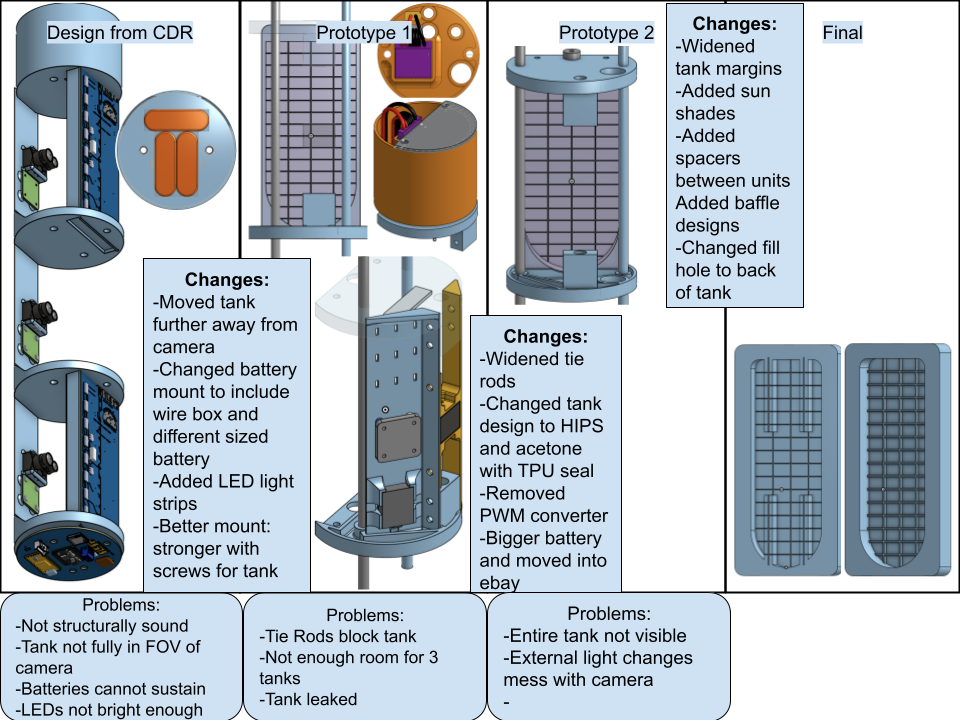 Design from CDR
Prototype 1
Prototype 2
Final
Changes:
-Moved tank
further away from
camera
-Changed battery
mount to include
wire box and
different sized
battery
-Added LED light
strips
-Better mount:
stronger with
screws for tank
Changes:
-Widened tie
rods
-Changed tank
design to HIPS
and acetone
with TPU seal
-Removed
PWM converter
-Bigger battery
and moved into
ebay
Changes:
-Widened
tank margins
-Added sun
shades
-Added
spacers
between units
Added baffle
designs
-Changed fill
hole to back
of tank
Problems:
-Not structurally sound
-Tank not fully in FOV of
camera
-Batteries cannot sustain
-LEDs not bright enough
Problems:
-Tie Rods block tank
-Not enough room for 3
tanks
-Tank leaked
Problems:
-Entire tank not visible
-External light changes
mess with camera
-